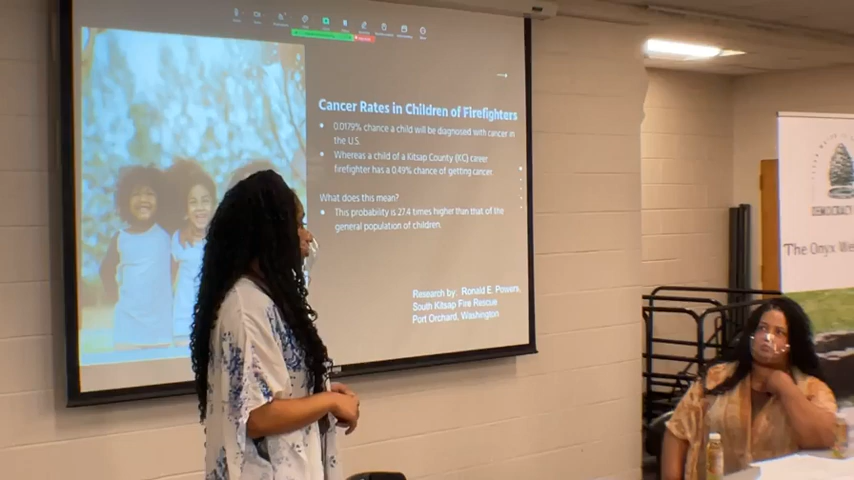 Cancer Rates in Children of Firefighters
• 0.0179% chance a child will be diagnosed with cancer in
the U.S.
• Whereas a child of a Kitsap County (KC) career
firefighter has a 0.49% chance of getting cancer.
What does this mean?
• This probability is 27.4 times higher than that of the
general population of children.
Research by: Ronald E. Powers,
South Kitsap Fire Rescue
Port Orchard, Washington
DEMOCRACY
The Onyx We